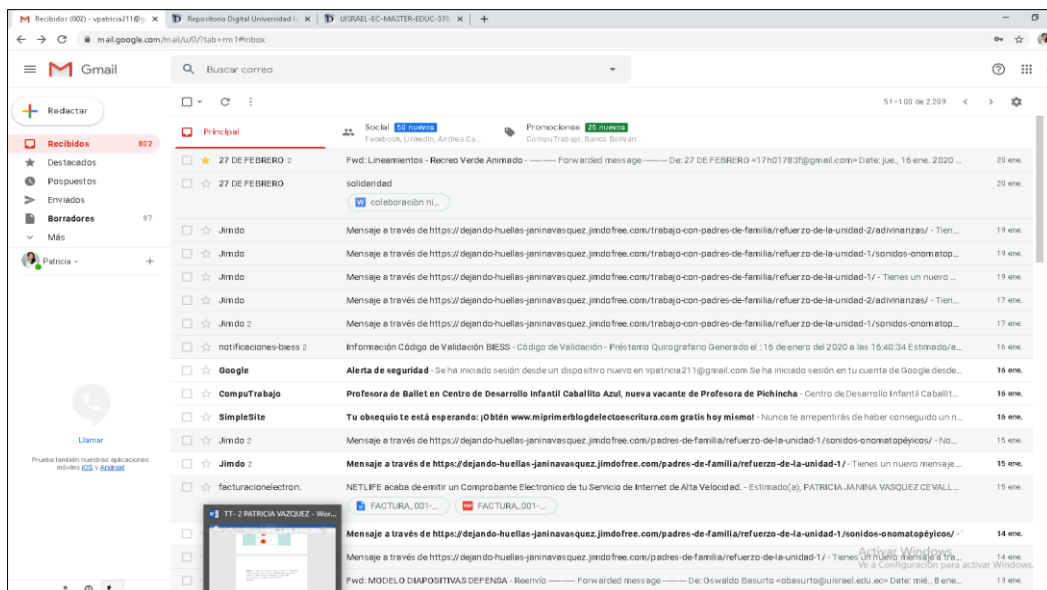 Recibidos (802) - vpatricia211@g
Repositorio Digital Universidad Is
UISRAEL-EC-MASTER-EDUC-378
mail.google.com/mail/u/0/?tab=rm1#inbox
Gmail
Buscar correo
Redactar
51–100 de 2.209
Principal
Social 50 nuevos
Facebook, LinkedIn, Andrea Ca...
Promociones 25 nuevos
CompuTrabajo, Banco Bolivari...
Recibidos 802
Destacados
Pospuestos
Enviados
Borradores 97
Más
Patricia
27 DE FEBRERO 2 Fwd: Lineamientos - Recreo Verde Animado - ---------- Forwarded message --------- De: 27 DE FEBRERO <17h01783f@gmail.com> Date: jue., 16 ene. 2020 ... 20 ene.
27 DE FEBRERO solidaridad 20 ene.
colaboraciòn ni...
Jimdo Mensaje a través de https://dejando-huellas-janinavasquez.jimdofree.com/trabajo-con-padres-de-familia/refuerzo-de-la-unidad-2/adivinanzas/ - Tien... 19 ene.
Jimdo Mensaje a través de https://dejando-huellas-janinavasquez.jimdofree.com/trabajo-con-padres-de-familia/refuerzo-de-la-unidad-1/sonidos-onomatop... 19 ene.
Jimdo Mensaje a través de https://dejando-huellas-janinavasquez.jimdofree.com/trabajo-con-padres-de-familia/refuerzo-de-la-unidad-1/ - Tienes un nuevo ... 19 ene.
Jimdo Mensaje a través de https://dejando-huellas-janinavasquez.jimdofree.com/trabajo-con-padres-de-familia/refuerzo-de-la-unidad-2/adivinanzas/ - Tien... 17 ene.
Jimdo 2 Mensaje a través de https://dejando-huellas-janinavasquez.jimdofree.com/trabajo-con-padres-de-familia/refuerzo-de-la-unidad-1/sonidos-onomatop... 17 ene.
notificaciones-biess 2 Información Código de Validación BIESS - Código de Validación - Préstamo Quirografario Generado el : 16 de enero del 2020 a las 16:40:34 Estimado/a... 16 ene.
Google Alerta de seguridad - Se ha iniciado sesión desde un dispositivo nuevo en vpatricia211@gmail.com Se ha iniciado sesión en tu cuenta de Google desde... 16 ene.
CompuTrabajo Profesora de Ballet en Centro de Desarrollo Infantil Caballito Azul, nueva vacante de Profesora de Pichincha - Centro de Desarrollo Infantil Caballit... 16 ene.
SimpleSite Tu obsequio te está esperando: ¡Obtén www.miprimerblogdelectoescritura.com gratis hoy mismo! - Nunca te arrepentirás de haber conseguido un n... 16 ene.
Jimdo 2 Mensaje a través de https://dejando-huellas-janinavasquez.jimdofree.com/padres-de-familia/refuerzo-de-la-unidad-1/sonidos-onomatopéyicos/ - No... 15 ene.
Jimdo 2 Mensaje a través de https://dejando-huellas-janinavasquez.jimdofree.com/padres-de-familia/refuerzo-de-la-unidad-1/ - Tienes un nuevo mensaje ... 15 ene.
facturacionelectron. NETLIFE acaba de emitir un Comprobante Electronico de tu Servicio de Internet de Alta Velocidad. - Estimado(a), PATRICIA JANINA VASQUEZ CEVALL... 15 ene.
FACTURA_001-...
PDF FACTURA_001-...
Mensaje a través de https://dejando-huellas-janinavasquez.jimdofree.com/padres-de-familia/refuerzo-de-la-unidad-1/sonidos-onomatopéyicos/ - 14 ene.
Mensaje a través de https://dejando-huellas-janinavasquez.jimdofree.com/padres-de-familia/refuerzo-de-la-unidad-1/ - Tienes un nuevo mensaje a tra... 14 ene.
Fwd: MODELO DIAPOSITIVAS DEFENSA - Reenvío ---------- Forwarded message --------- De: Oswaldo Basurto <obasurto@uisrael.edu.ec> Date: mié., 8 ene... 13 ene.
Llamar
Prueba también nuestras aplicaciones
móviles iOS y Android
TT- 2 PATRICIA VAZQUEZ - Wor...
Activar Windows
Ve a Configuración para activar Windows.